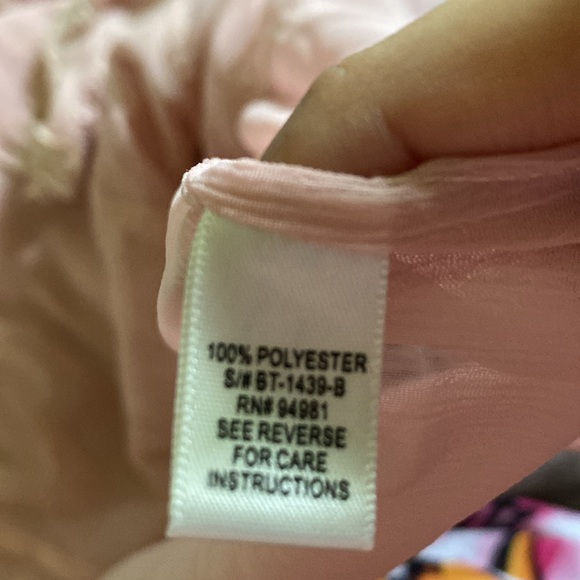 100% POLYESTER
S/# BT-1439-B
RN# 94981
SEE REVERSE
FOR CARE
INSTRUCTIONS